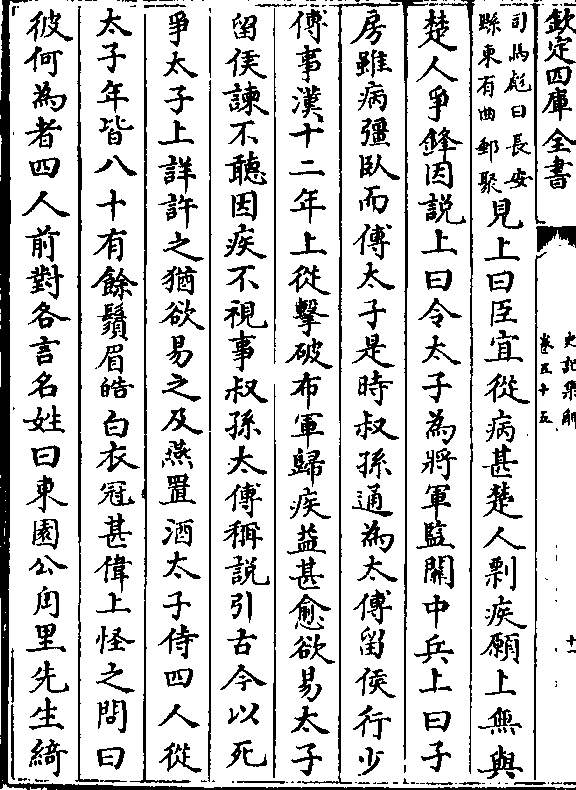 欽定四庫全書
史記集解
卷五十五
十一
司馬彪曰長安
縣東有曲郵聚
見上曰臣宜從病甚楚人剽疾願上無與
楚人爭鋒因説上曰令太子為將軍監關中兵上曰子
房雖病彊臥而傅太子是時叔孫通為太傅留侯行少
傅事漢十二年上從擊破布軍歸疾益甚愈欲易太子
留侯諫不聽因疾不視事叔孫太傅稱説引古今以死
爭太子上詳許之猶欲易之及燕置酒太子侍四人從
太子年皆八十有餘鬚眉皓白衣冠甚偉上怪之問曰
彼何為者四人前對各言名姓曰東園公甪里先生綺